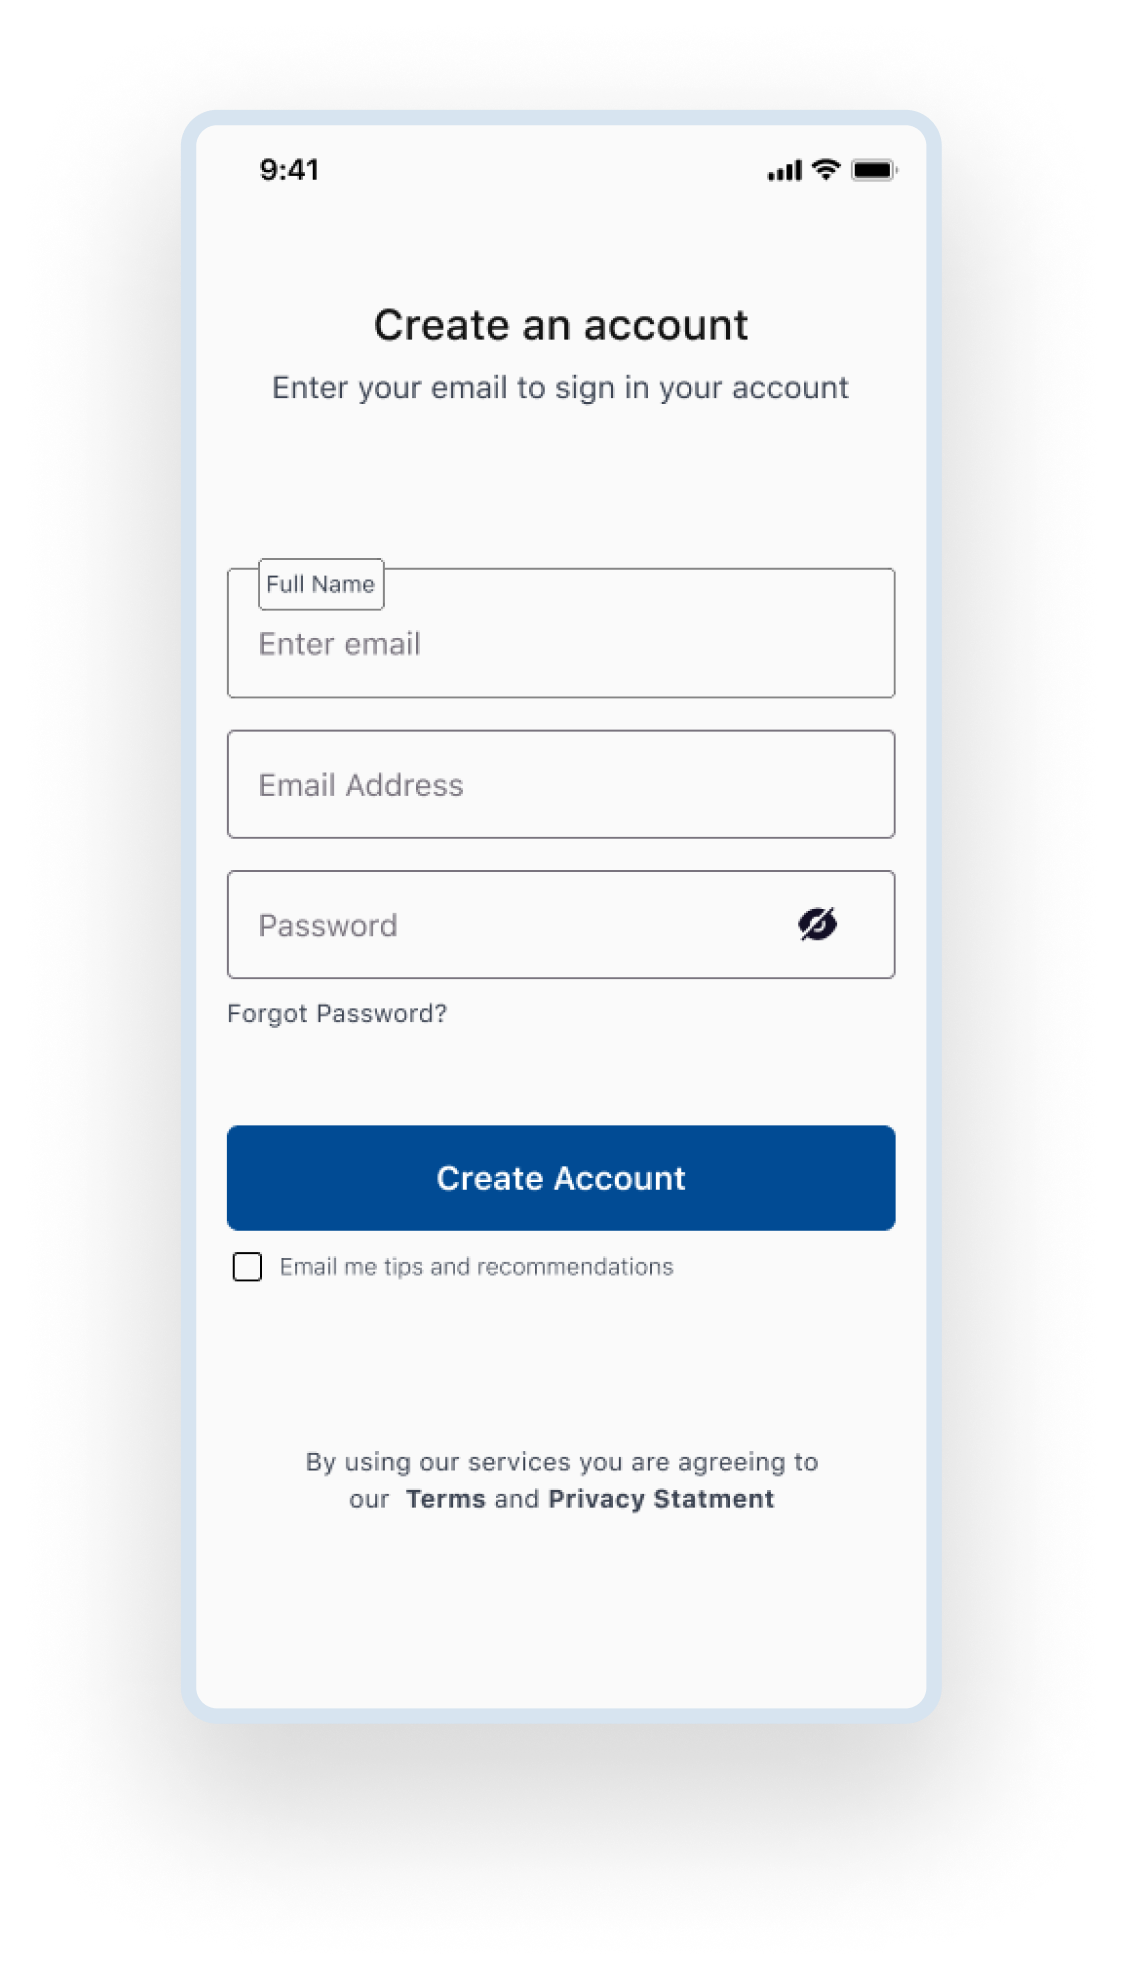 9:41
Create an account
Enter your email to sign in your account
Full Name
Enter email
Email Address
Password
Forgot Password?
Create Account
Email me tips and recommendations
By using our services you are agreeing to
our Terms and Privacy Statment